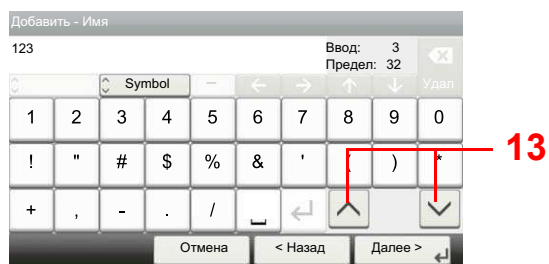 Добавить - Имя
123
Ввод: 3
Предел: 32
Symbol – ← → ↑ ↓ Удал
1 2 3 4 5 6 7 8 9 0
! " # $ % & ' ( ) *
+ , - . / ␣
Отмена < Назад Далее >
13